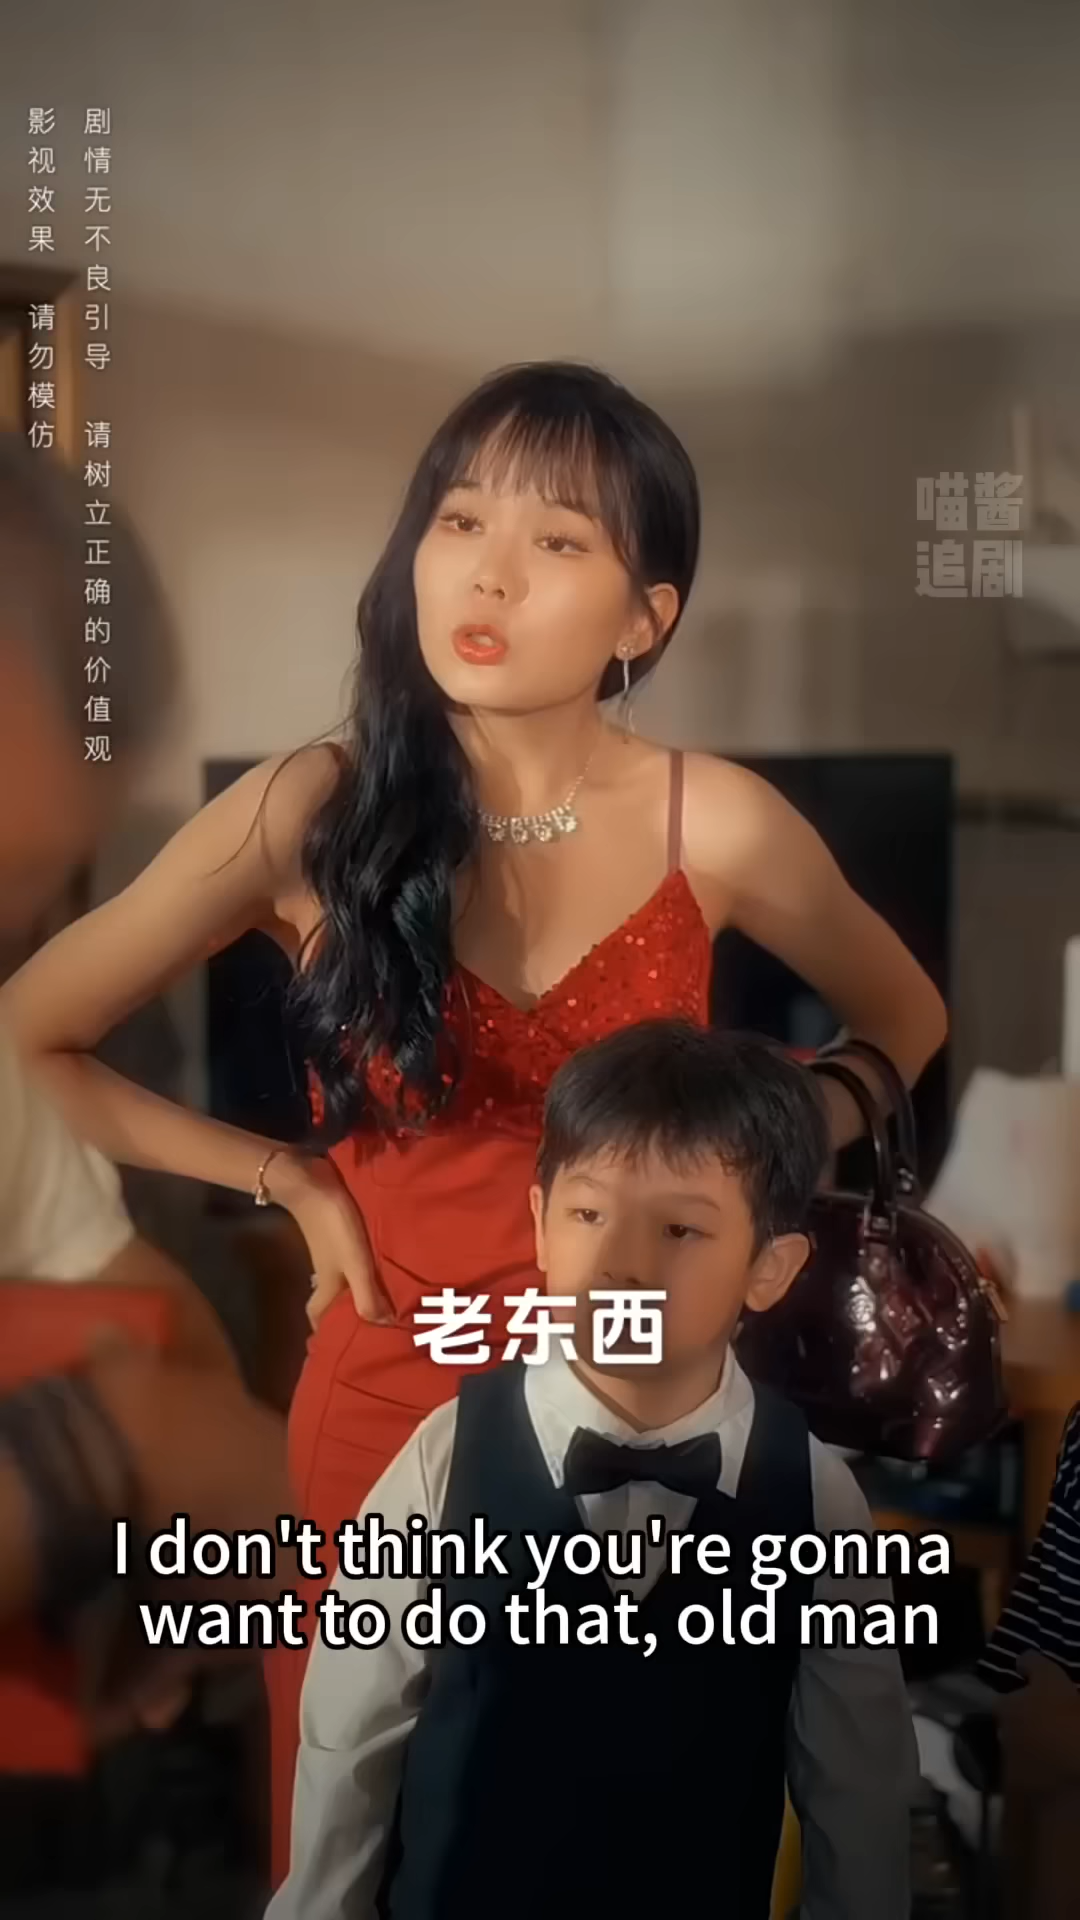 剧情无不良引导 请树立正确的价值观
影视效果 请勿模仿
喵酱
追剧
老东西
I don't think you're gonna
want to do that, old man